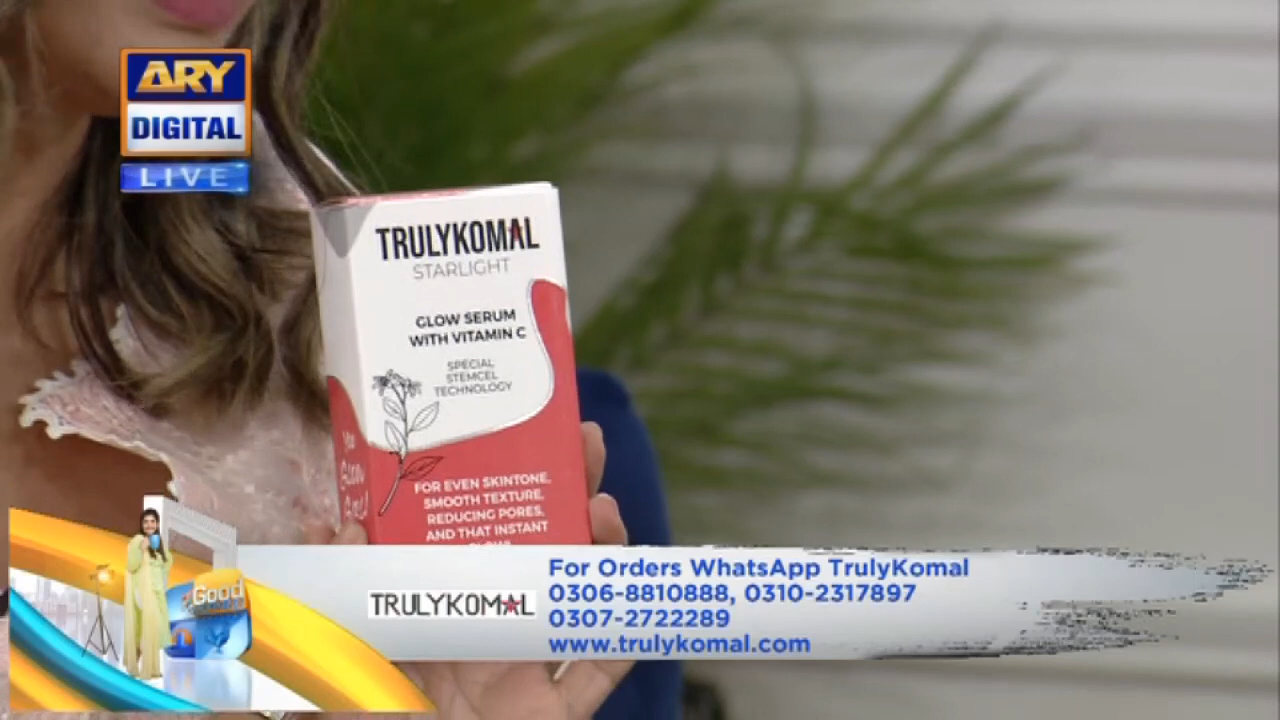 ARY
DIGITAL
LIVE
TRULYKOMAL
STARLIGHT
GLOW SERUM
WITH VITAMIN C
SPECIAL
STEMCEL
TECHNOLOGY
FOR EVEN SKINTONE,
SMOOTH TEXTURE,
REDUCING PORES,
AND THAT INSTANT
Good
TRULYKOMAL
For Orders WhatsApp TrulyKomal
0306-8810888, 0310-2317897
0307-2722289
www.trulykomal.com